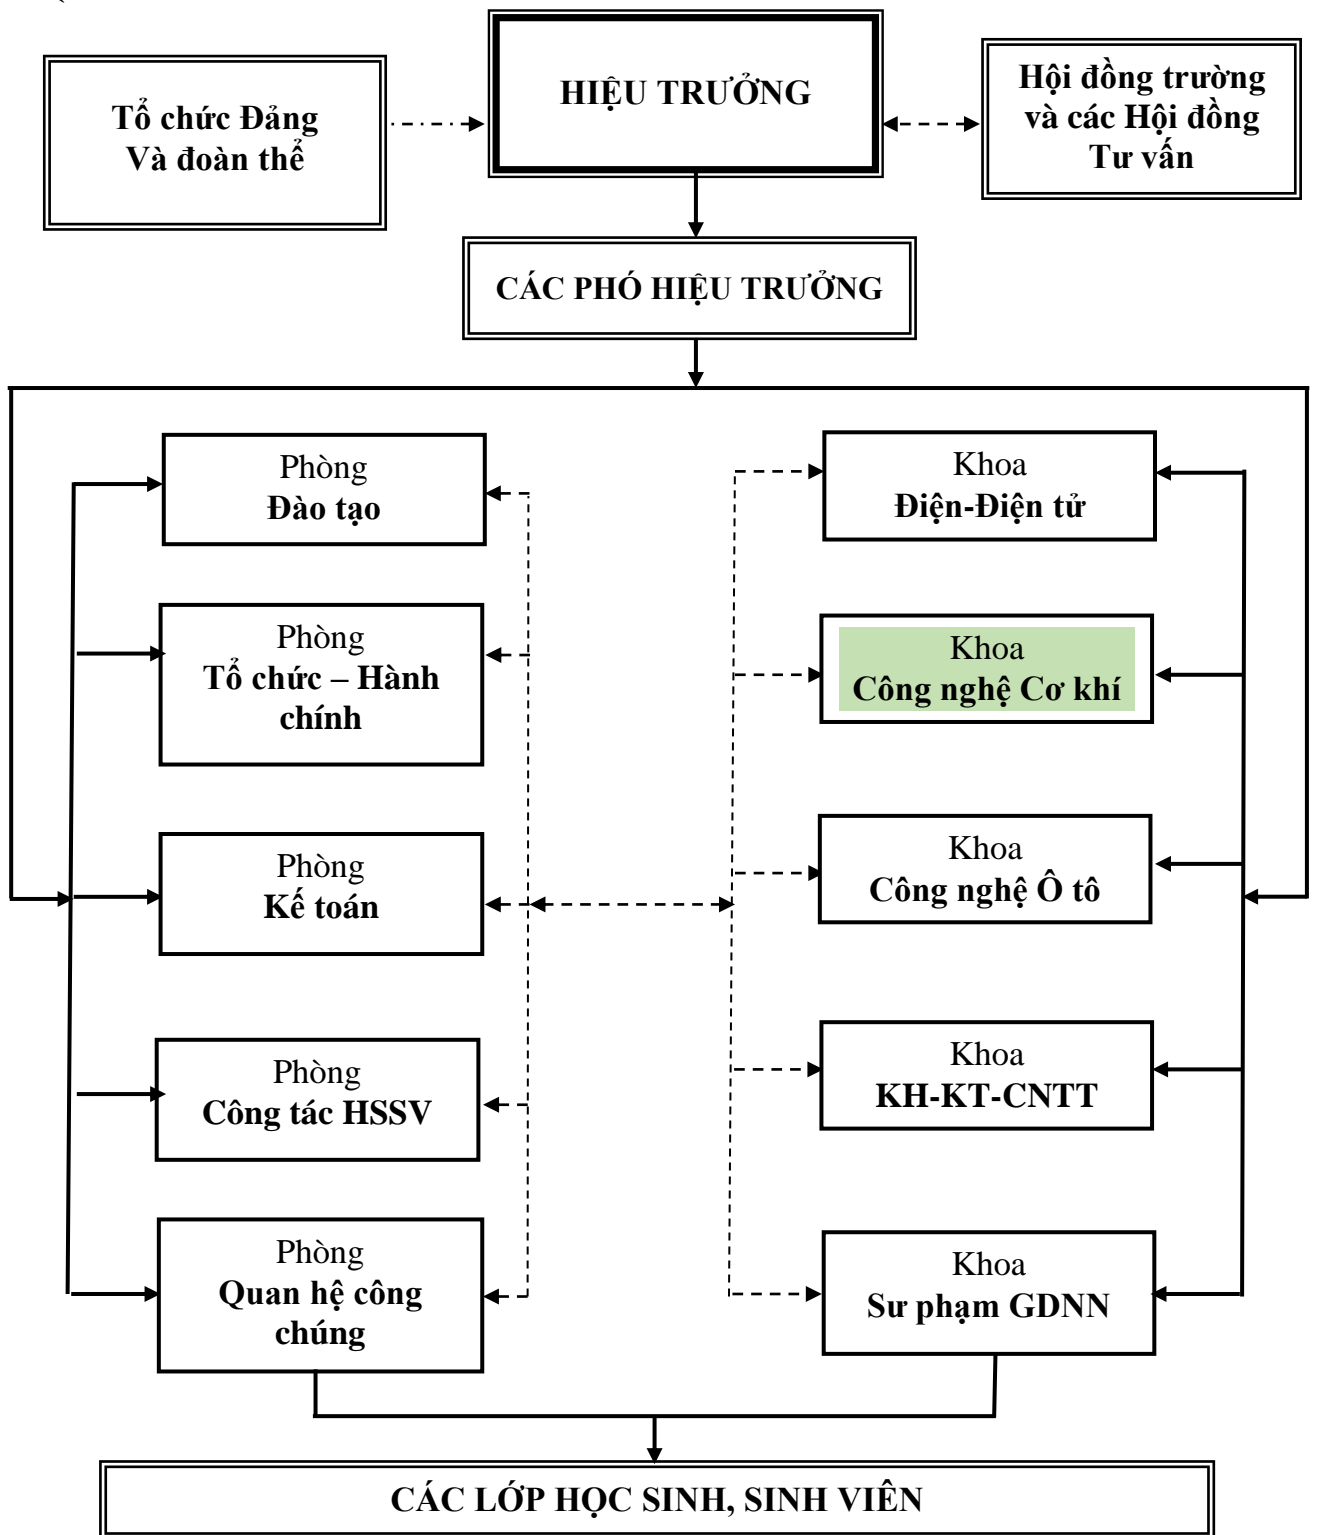 HIỆU TRƯỞNG
Tổ chức Đảng
Và đoàn thể
Hội đồng trường
và các Hội đồng
Tư vấn
CÁC PHÓ HIỆU TRƯỞNG
Phòng
Đào tạo
Khoa
Điện-Điện tử
Phòng
Tổ chức – Hành
chính
Khoa
Công nghệ Cơ khí
Phòng
Kế toán
Khoa
Công nghệ Ô tô
Phòng
Công tác HSSV
Khoa
KH-KT-CNTT
Phòng
Quan hệ công
chúng
Khoa
Sư phạm GDNN
CÁC LỚP HỌC SINH, SINH VIÊN